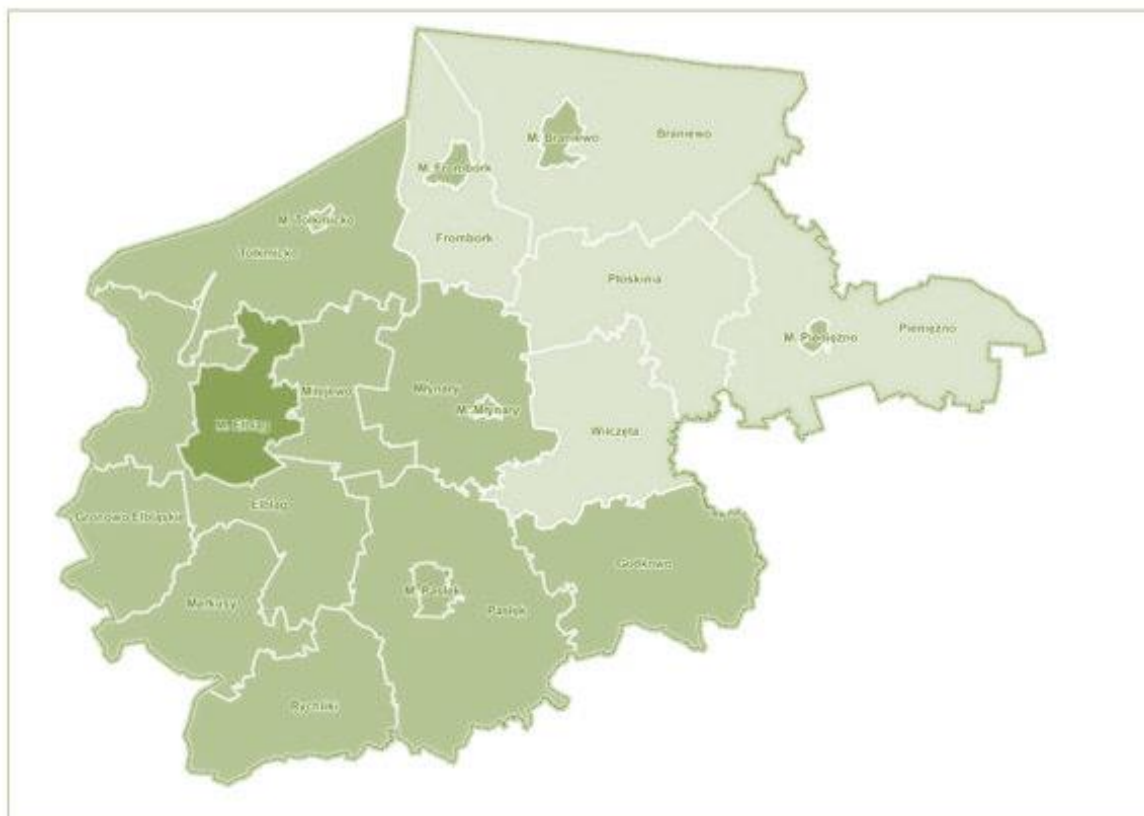 M. Braniewo
Braniewo
M. Frombork
M. Tolkmicko
Frombork
Tolkmicko
Płoskinia
Pieniężno
M. Pieniężno
Milejewo
Młynary
M. Młynary
M. Elbląg
Wilczęta
Elbląg
Gronowo Elbląskie
Godkowo
M. Pasłęk
Markusy
Pasłęk
Rychliki